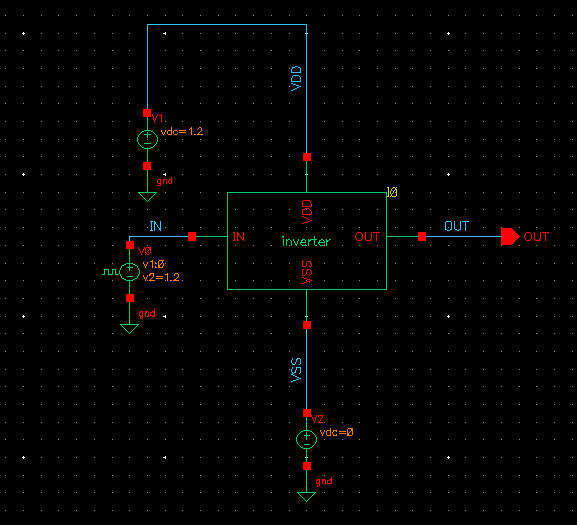 VDD
V1
vdc=1.2
gnd
I0
VDD
IN
IN
inverter
OUT
OUT
OUT
V0
v1:0
v2=1.2
VSS
gnd
VSS
V2
vdc=0
gnd